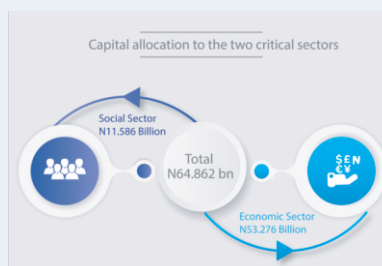 Capital allocation to the two critical sectors
Social Sector
N11.586 Billion
Total
N64.862 bn
$£N
€¥
Economic Sector
N53.276 Billion